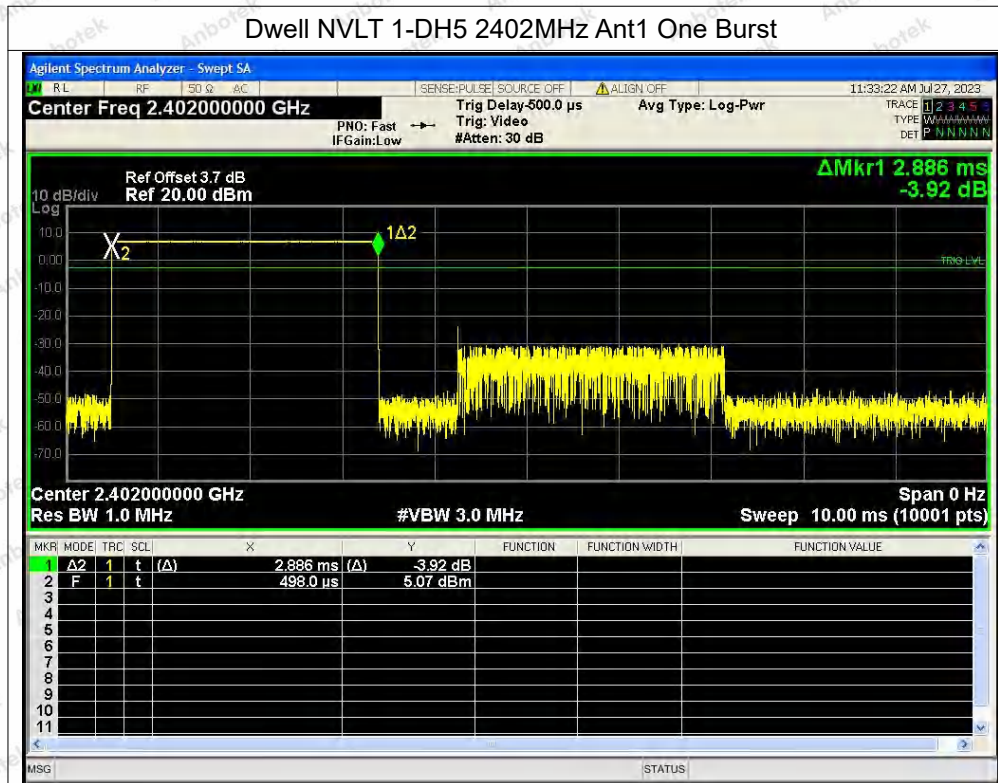 Dwell NVLT 1-DH5 2402MHz Ant1 One Burst
Agilent Spectrum Analyzer - Swept SA
LXI RL RF 50 Ω AC SENSE:PULSE SOURCE OFF ALIGN OFF 11:33:22 AM Jul 27, 2023
Center Freq 2.402000000 GHz
PNO: Fast
IFGain:Low
Trig Delay-500.0 µs
Trig: Video
#Atten: 30 dB
Avg Type: Log-Pwr
TRACE 1 2 3 4 5 6
TYPE WWWWWW
DET P N N N N N
ΔMkr1 2.886 ms
-3.92 dB
Ref Offset 3.7 dB
10 dB/div Ref 20.00 dBm
Log
10.0
0.00
-10.0
-20.0
-30.0
-40.0
-50.0
-60.0
-70.0
2
1Δ2
TRIG LVL
Center 2.402000000 GHz Span 0 Hz
Res BW 1.0 MHz #VBW 3.0 MHz Sweep 10.00 ms (10001 pts)
MKR MODE TRC SCL X Y FUNCTION FUNCTION WIDTH FUNCTION VALUE
1 Δ2 1 t (Δ) 2.886 ms (Δ) -3.92 dB
2 F 1 t 498.0 µs 5.07 dBm
3
4
5
6
7
8
9
10
11
MSG STATUS